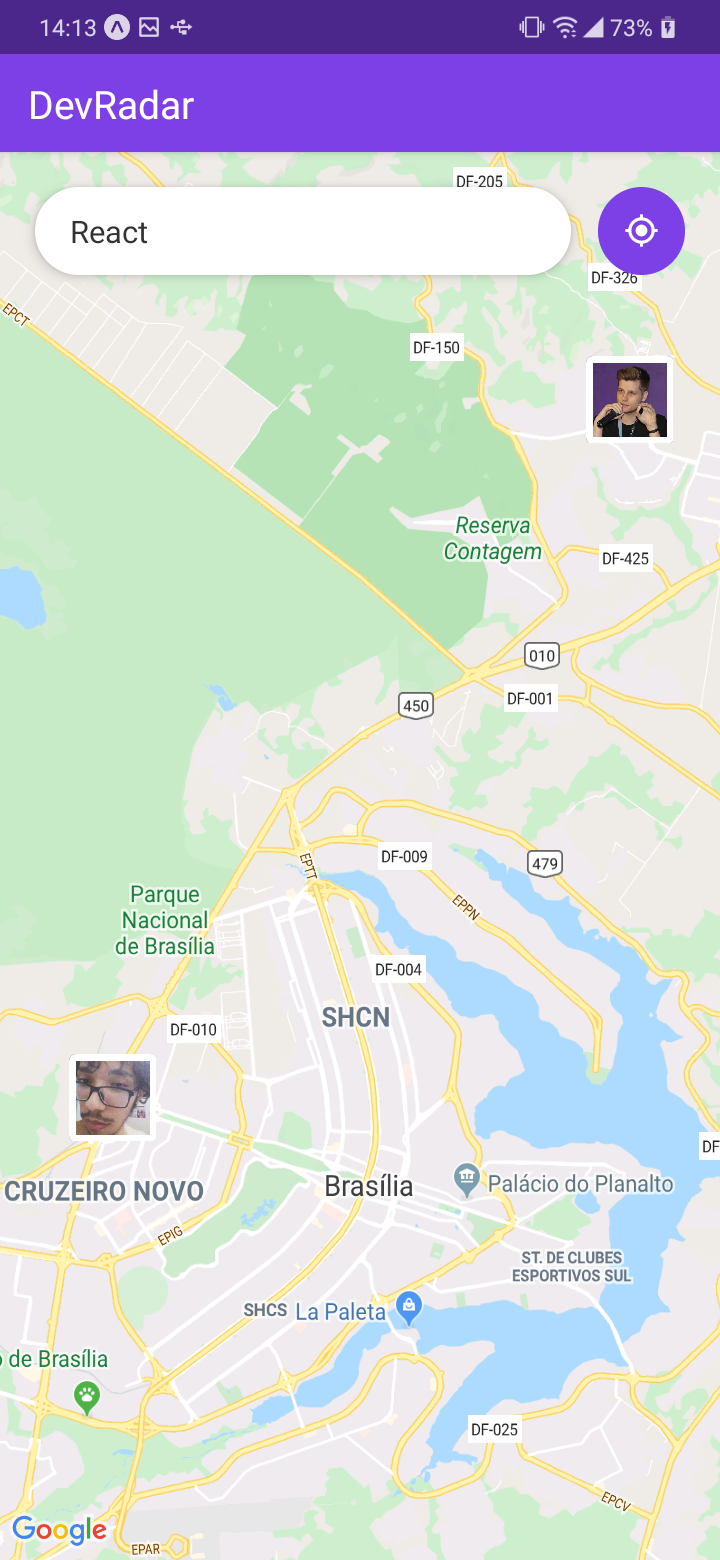 14:13
73%
DevRadar
DF-205
React
DF-326
EPCT
DF-150
Reserva
Contagem
DF-425
010
DF-001
450
DF-009
479
EPTT
Parque
Nacional
de Brasília
EPPN
DF-004
SHCN
DF-010
DF
CRUZEIRO NOVO
Brasília
Palácio do Planalto
EPIG
ST. DE CLUBES
ESPORTIVOS SUL
SHCS
La Paleta
o de Brasília
DF-025
EPCV
Google
EPAR